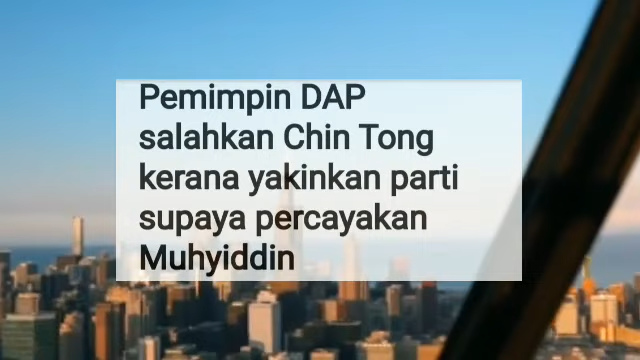 Pemimpin DAP
salahkan Chin Tong
kerana yakinkan parti
supaya percayakan
Muhyiddin